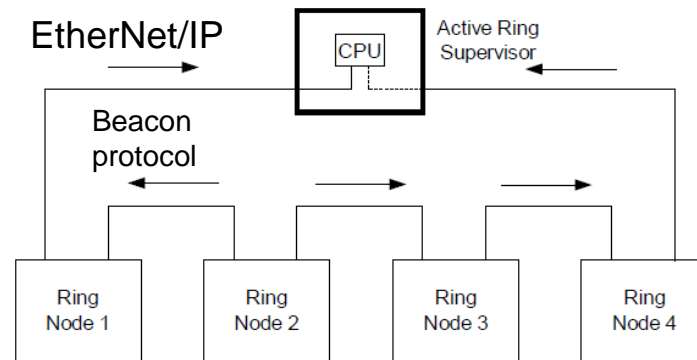 EtherNet/IP
CPU
Active Ring
Supervisor
Beacon
protocol
Ring
Node 1
Ring
Node 2
Ring
Node 3
Ring
Node 4